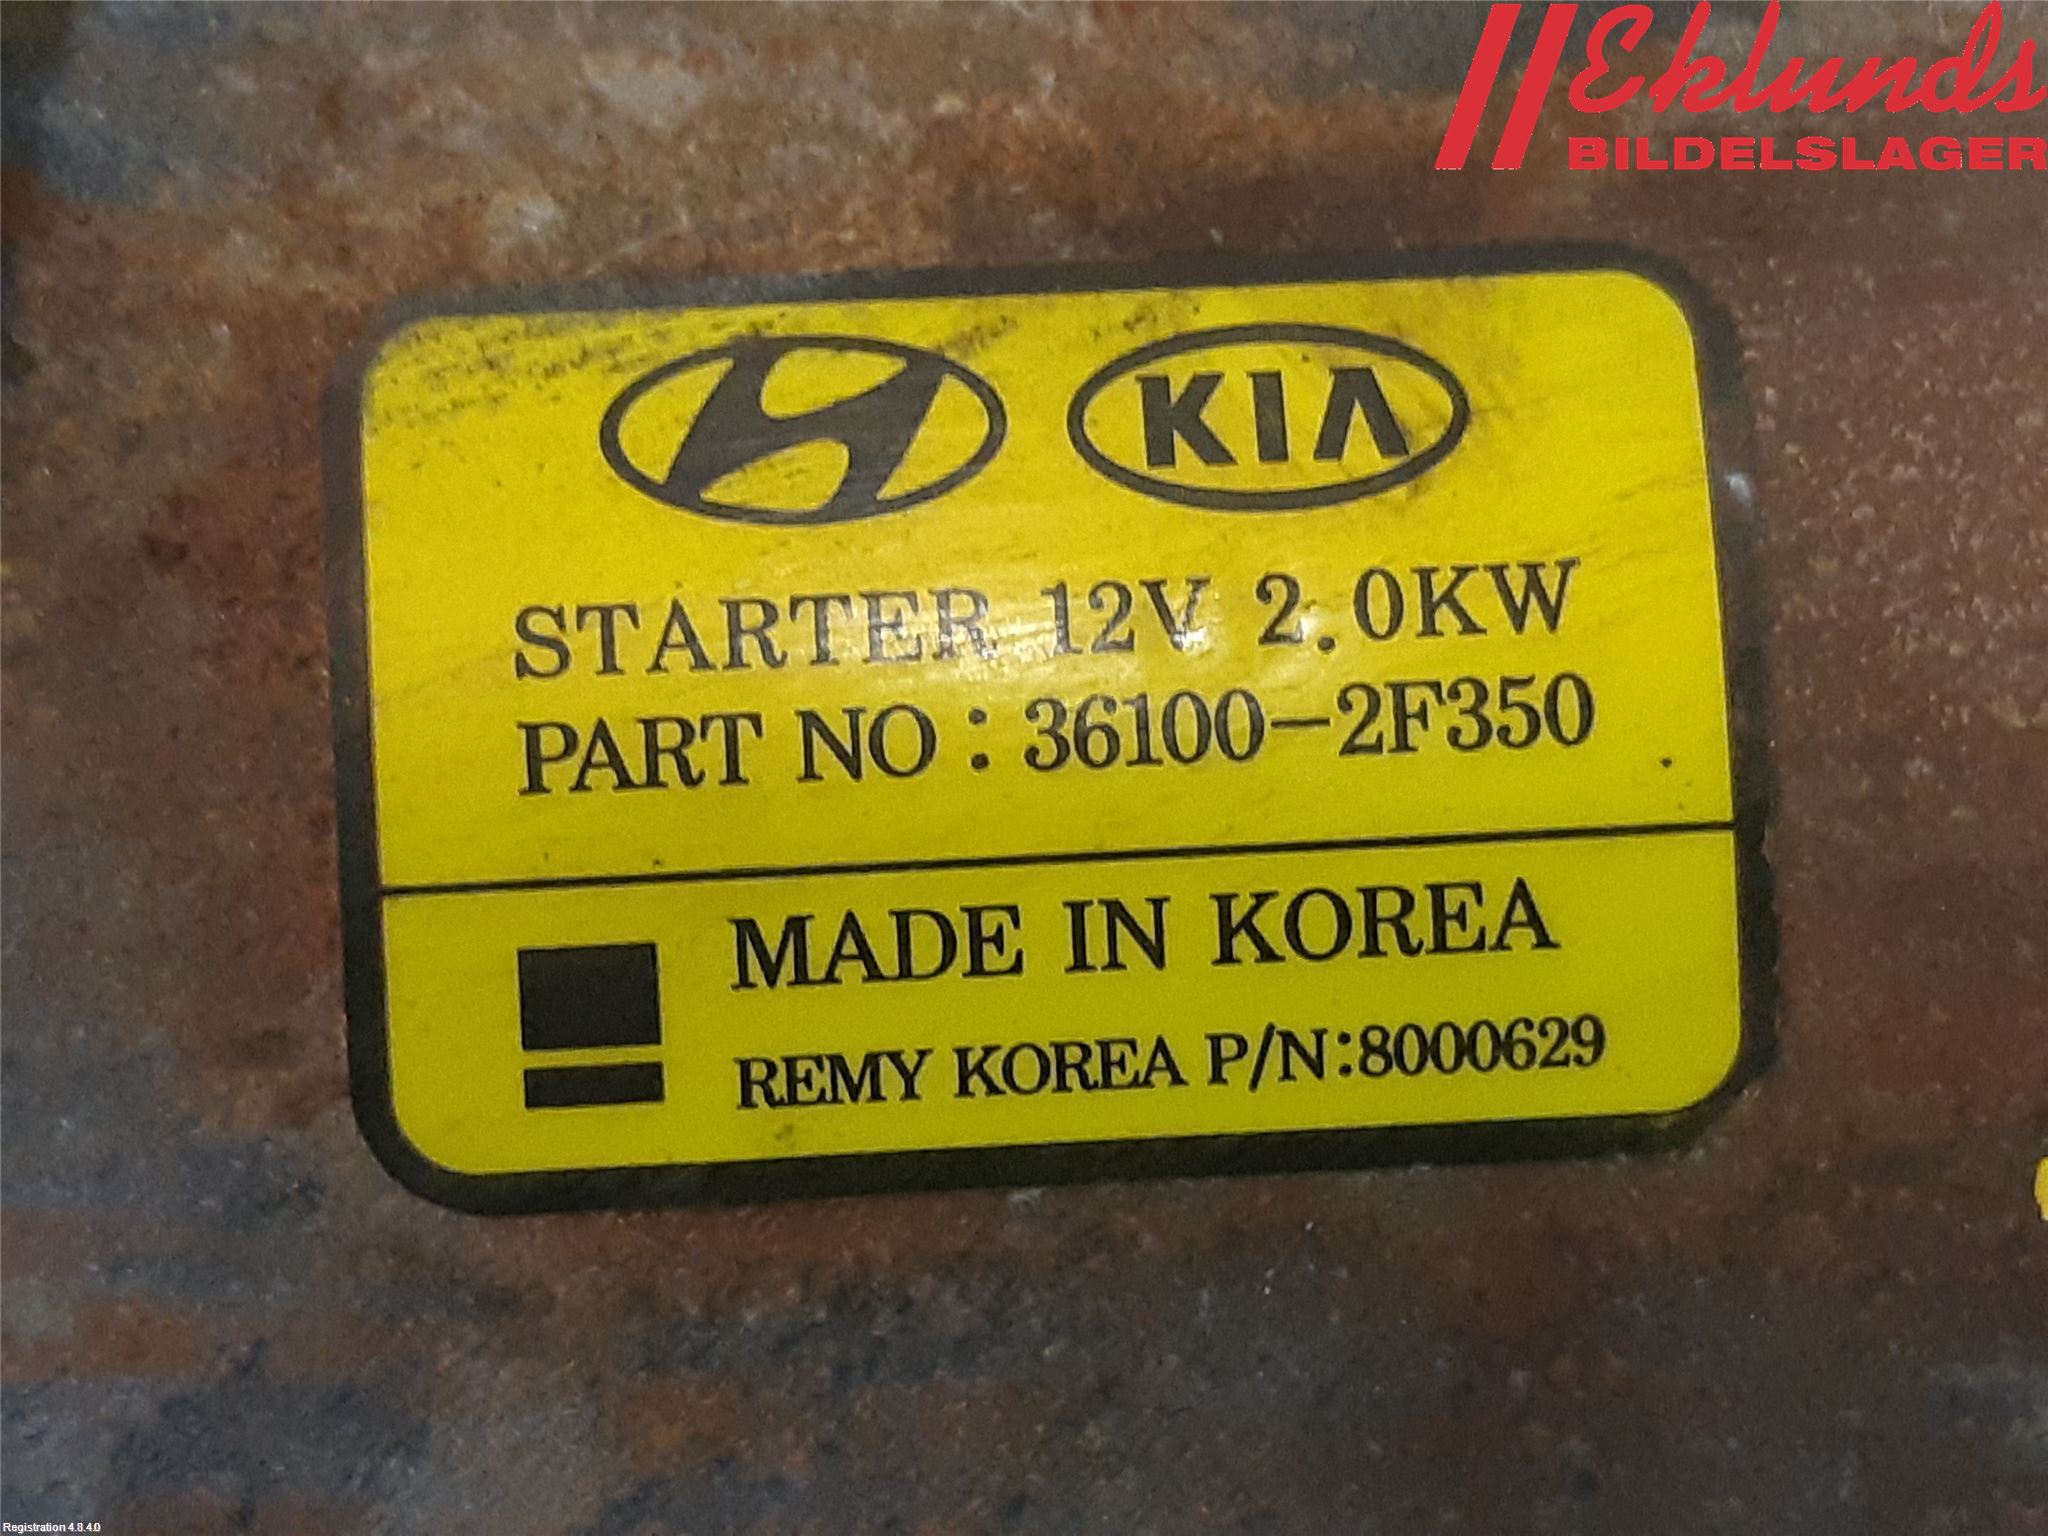 Eklunds
BILDELSLAGER
KIA
STARTER 12V 2.0KW
PART NO : 36100-2F350
MADE IN KOREA
REMY KOREA P/N:8000629
Registration 4.8.4.0